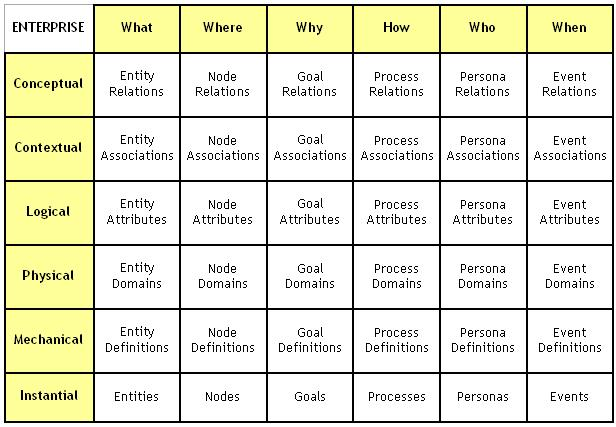 ENTERPRISE What Where Why How Who When
Conceptual Entity Relations Node Relations Goal Relations Process Relations Persona Relations Event Relations
Contextual Entity Associations Node Associations Goal Associations Process Associations Persona Associations Event Associations
Logical Entity Attributes Node Attributes Goal Attributes Process Attributes Persona Attributes Event Attributes
Physical Entity Domains Node Domains Goal Domains Process Domains Persona Domains Event Domains
Mechanical Entity Definitions Node Definitions Goal Definitions Process Definitions Persona Definitions Event Definitions
Instantial Entities Nodes Goals Processes Personas Events